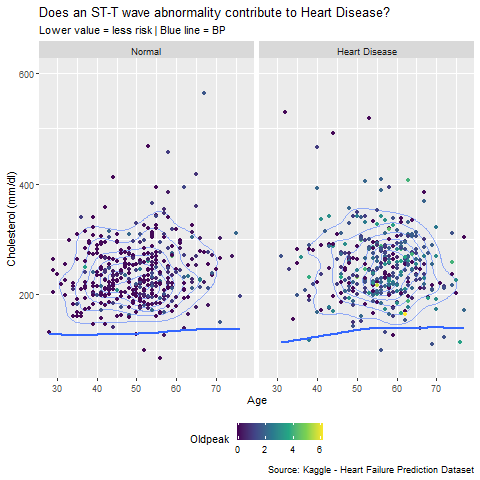 Does an ST-T wave abnormality contribute to Heart Disease?
Lower value = less risk | Blue line = BP
Normal
Heart Disease
600
400
200
Cholesterol (mm/dl)
30 40 50 60 70
30 40 50 60 70
Age
Oldpeak
0 2 4 6
Source: Kaggle - Heart Failure Prediction Dataset